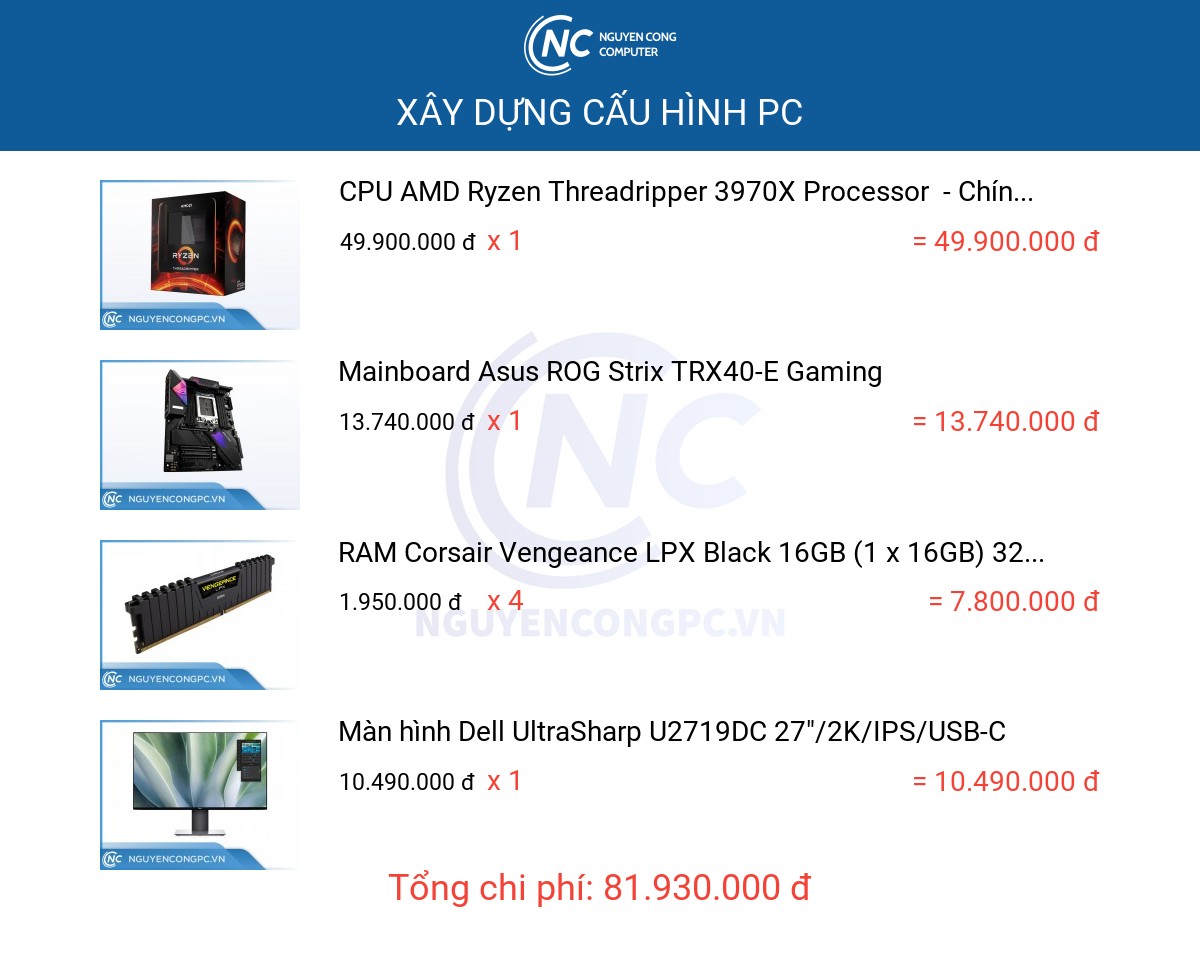 NC NGUYEN CONG
COMPUTER
XÂY DỰNG CẤU HÌNH PC
CPU AMD Ryzen Threadripper 3970X Processor - Chín...
49.900.000 đ x 1 = 49.900.000 đ
AMD
RYZEN
THREADRIPPER
NC NGUYENCONGPC.VN
Mainboard Asus ROG Strix TRX40-E Gaming
13.740.000 đ x 1 = 13.740.000 đ
NC NGUYENCONGPC.VN
NC
NGUYENCONGPC.VN
RAM Corsair Vengeance LPX Black 16GB (1 x 16GB) 32...
1.950.000 đ x 4 = 7.800.000 đ
VENGEANCE
NC NGUYENCONGPC.VN
Màn hình Dell UltraSharp U2719DC 27"/2K/IPS/USB-C
10.490.000 đ x 1 = 10.490.000 đ
NC NGUYENCONGPC.VN
Tổng chi phí: 81.930.000 đ